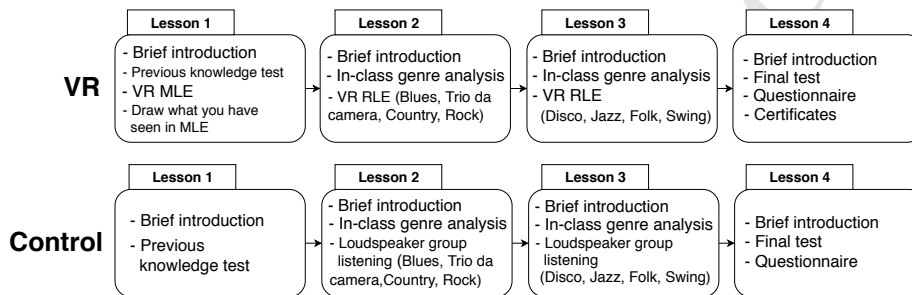 Lesson 1
Lesson 2
Lesson 3
Lesson 4
VR
- Brief introduction
- Previous knowledge test
- VR MLE
- Draw what you have
seen in MLE
- Brief introduction
- In-class genre analysis
- VR RLE (Blues, Trio da
camera, Country, Rock)
- Brief introduction
- In-class genre analysis
- VR RLE
(Disco, Jazz, Folk, Swing)
- Brief introduction
- Final test
- Questionnaire
- Certificates
Lesson 1
Lesson 2
Lesson 3
Lesson 4
Control
- Brief introduction
- Previous
knowledge test
- Brief introduction
- In-class genre analysis
- Loudspeaker group
listening (Blues, Trio da
camera,Country, Rock)
- Brief introduction
- In-class genre analysis
- Loudspeaker group
listening
(Disco, Jazz, Folk, Swing)
- Brief introduction
- Final test
- Questionnaire